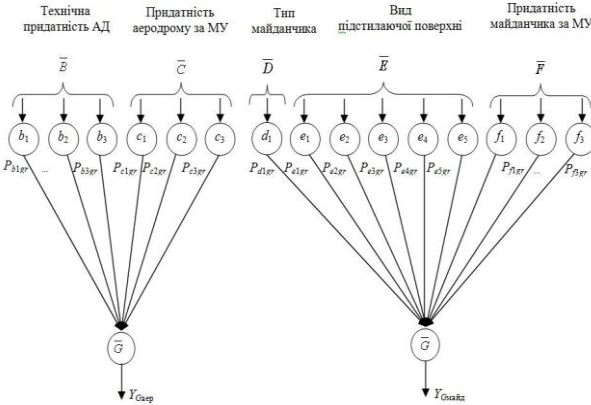 Технічна
придатність АД
Придатність
аеродрому за МУ
Тип
майданчика
Вид
підстилаючої поверхні
Придатність
майданчика за МУ
B̅ C̅ D̅ E̅ F̅
b1 b2 b3 c1 c2 c3 d1 e1 e2 e3 e4 e5 f1 f2 f3
Pb1gr ... Pb3gr Pc1gr Pc2gr Pc3gr Pd1gr Pe1gr Pe2gr Pe3gr Pe4gr Pe5gr Pf1gr ... Pf3gr
G̅ G̅
YGаер YGмайд